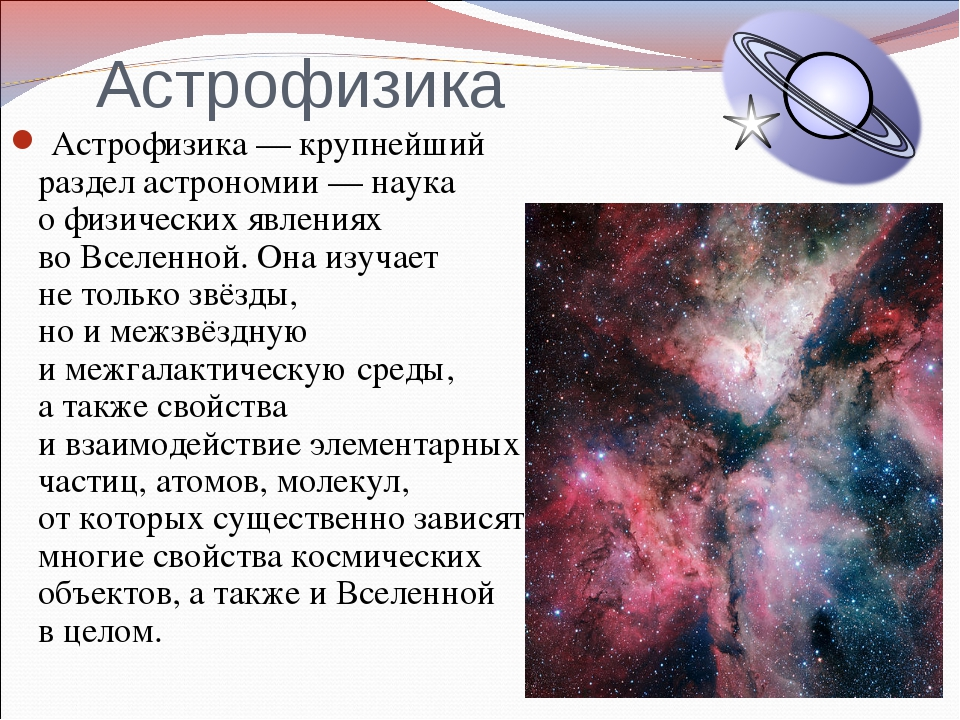 Астрофизика
Астрофизика — крупнейший
раздел астрономии — наука
о физических явлениях
во Вселенной. Она изучает
не только звёзды,
но и межзвёздную
и межгалактическую среды,
а также свойства
и взаимодействие элементарных
частиц, атомов, молекул,
от которых существенно зависят
многие свойства космических
объектов, а также и Вселенной
в целом.